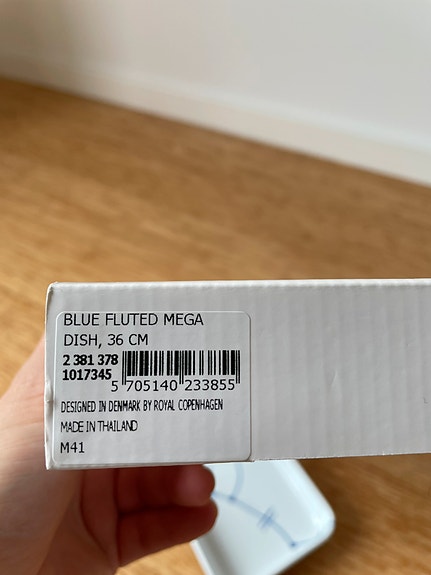 BLUE FLUTED MEGA
DISH, 36 CM
2 381 378
1017345
5 705140 233855
DESIGNED IN DENMARK BY ROYAL COPENHAGEN
MADE IN THAILAND
M41